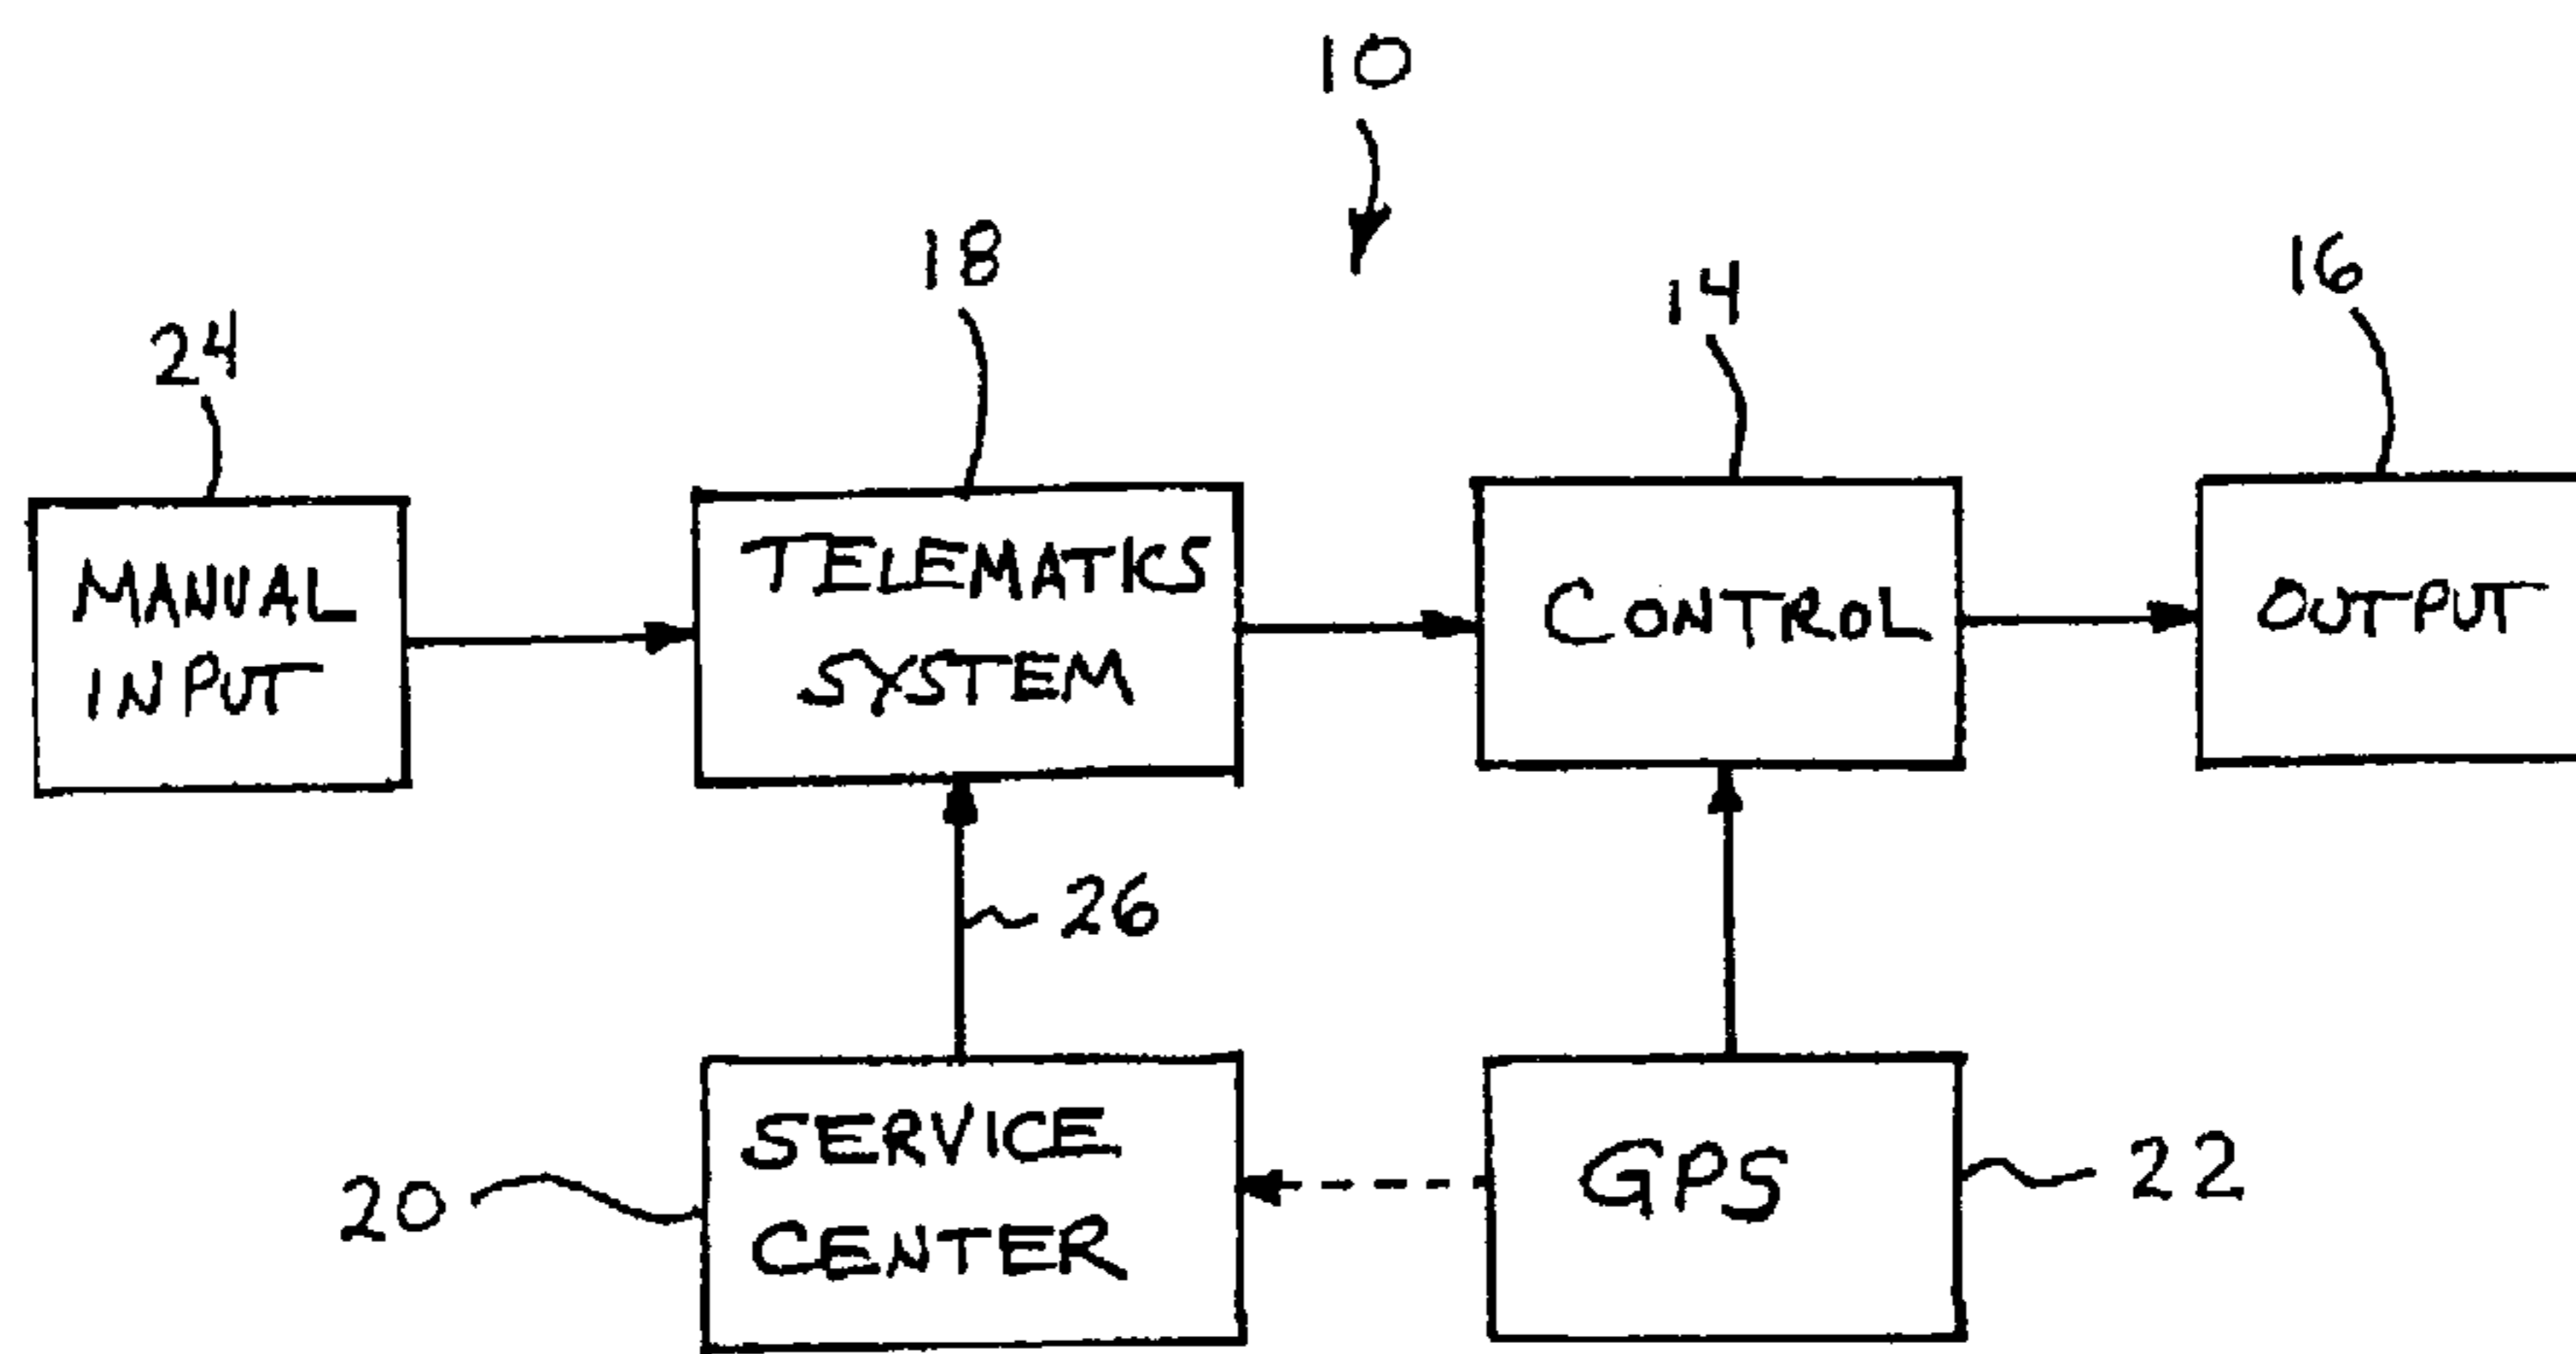 10
18
14
16
24
MANUAL
INPUT
TELEMATICS
SYSTEM
CONTROL
OUTPUT
26
SERVICE
CENTER
20
GPS
22